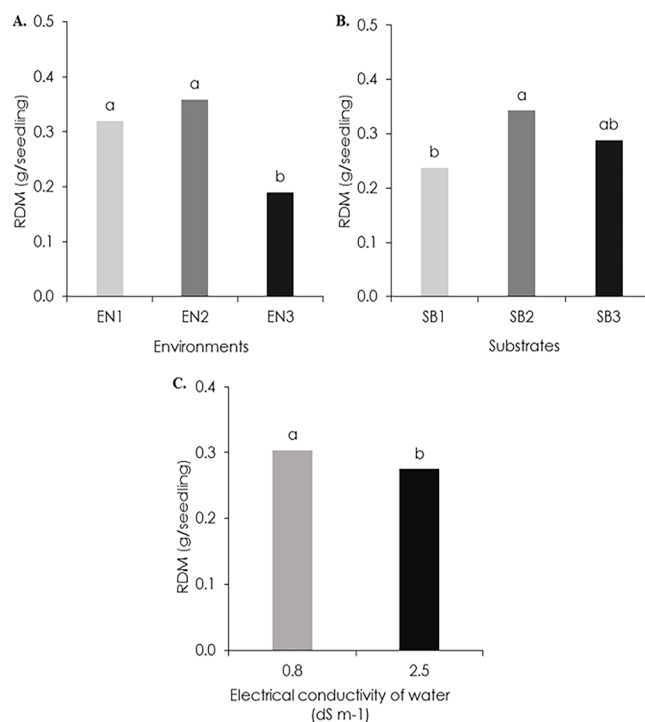 A.
0.5
0.4
0.3
0.2
0.1
0.0
RDM (g/seedling)
a
a
b
EN1 EN2 EN3
Environments
B.
0.5
0.4
0.3
0.2
0.1
0.0
RDM (g/seedling)
b
a
ab
SB1 SB2 SB3
Substrates
C.
0.4
0.3
0.2
0.1
0.0
RDM (g/seedling)
a
b
0.8 2.5
Electrical conductivity of water
(dS m-1)